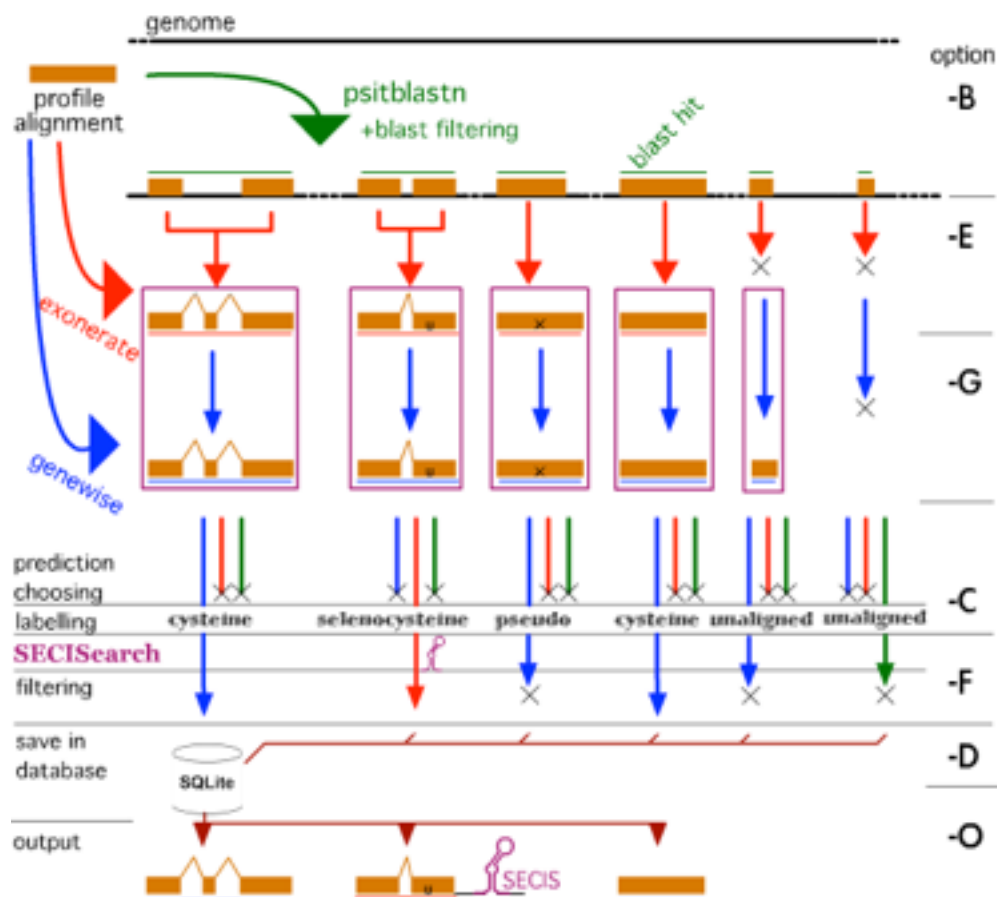 genome
option
-B
profile
alignment
psitblastn
+blast filtering
blast hit
-E
exonerate
u
x
-G
genewise
u
x
prediction
choosing
-C
labelling
cysteine
selenocysteine
pseudo
cysteine
unaligned
unaligned
SECISearch
filtering
-F
save in
database
SQLite
-D
output
-O
SECIS
u